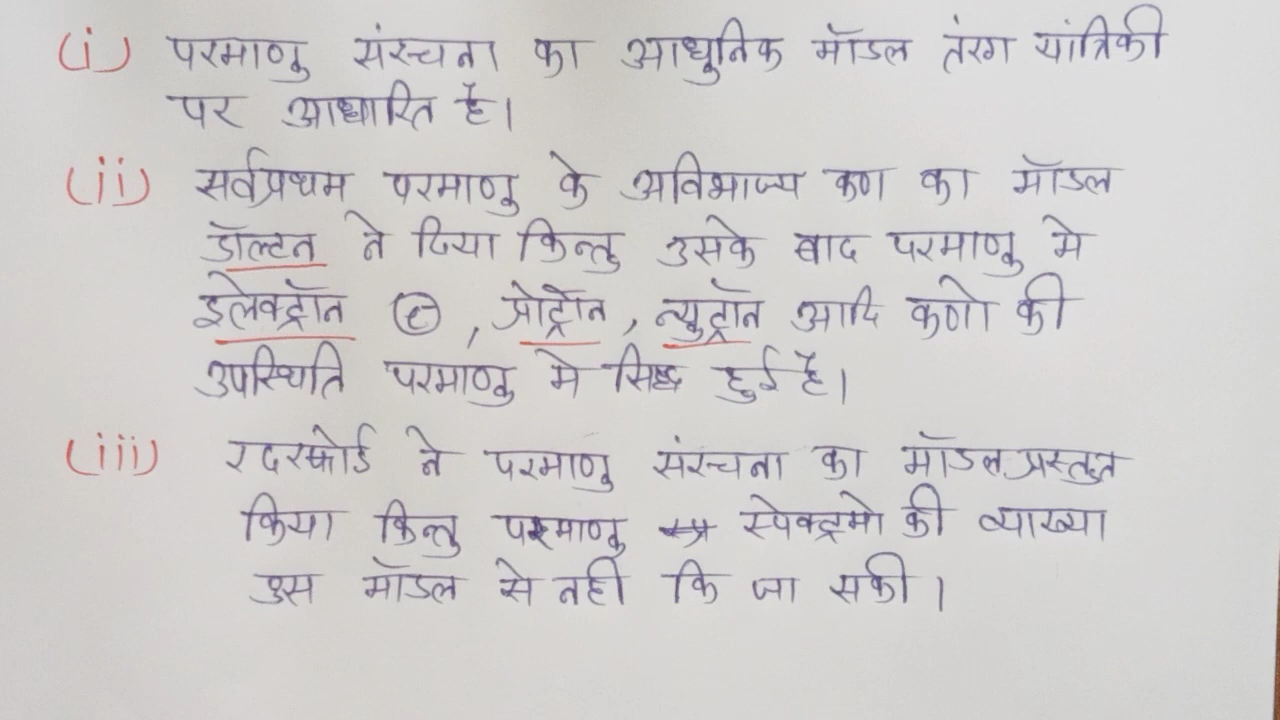 (i) परमाणु संरचना का आधुनिक मॉडल तंरग यांत्रिकी
पर आधारित है।
(ii) सर्वप्रथम परमाणु के अविभाज्य कण का मॉडल
डॉल्टन ने दिया किन्तु उसके बाद परमाणु मे
इलेक्ट्रॉन e, प्रोट्रॉन, न्युट्रॉन आदि कणो की
उपस्थिति परमाणु मे सिद्ध हुई है।
(iii) रदरफोर्ड ने परमाणु संरचना का मॉडल प्रस्तुत
किया किन्तु परमाणु स्पेक्ट्रमो की व्याख्या
उस मॉडल से नही कि जा सकी।